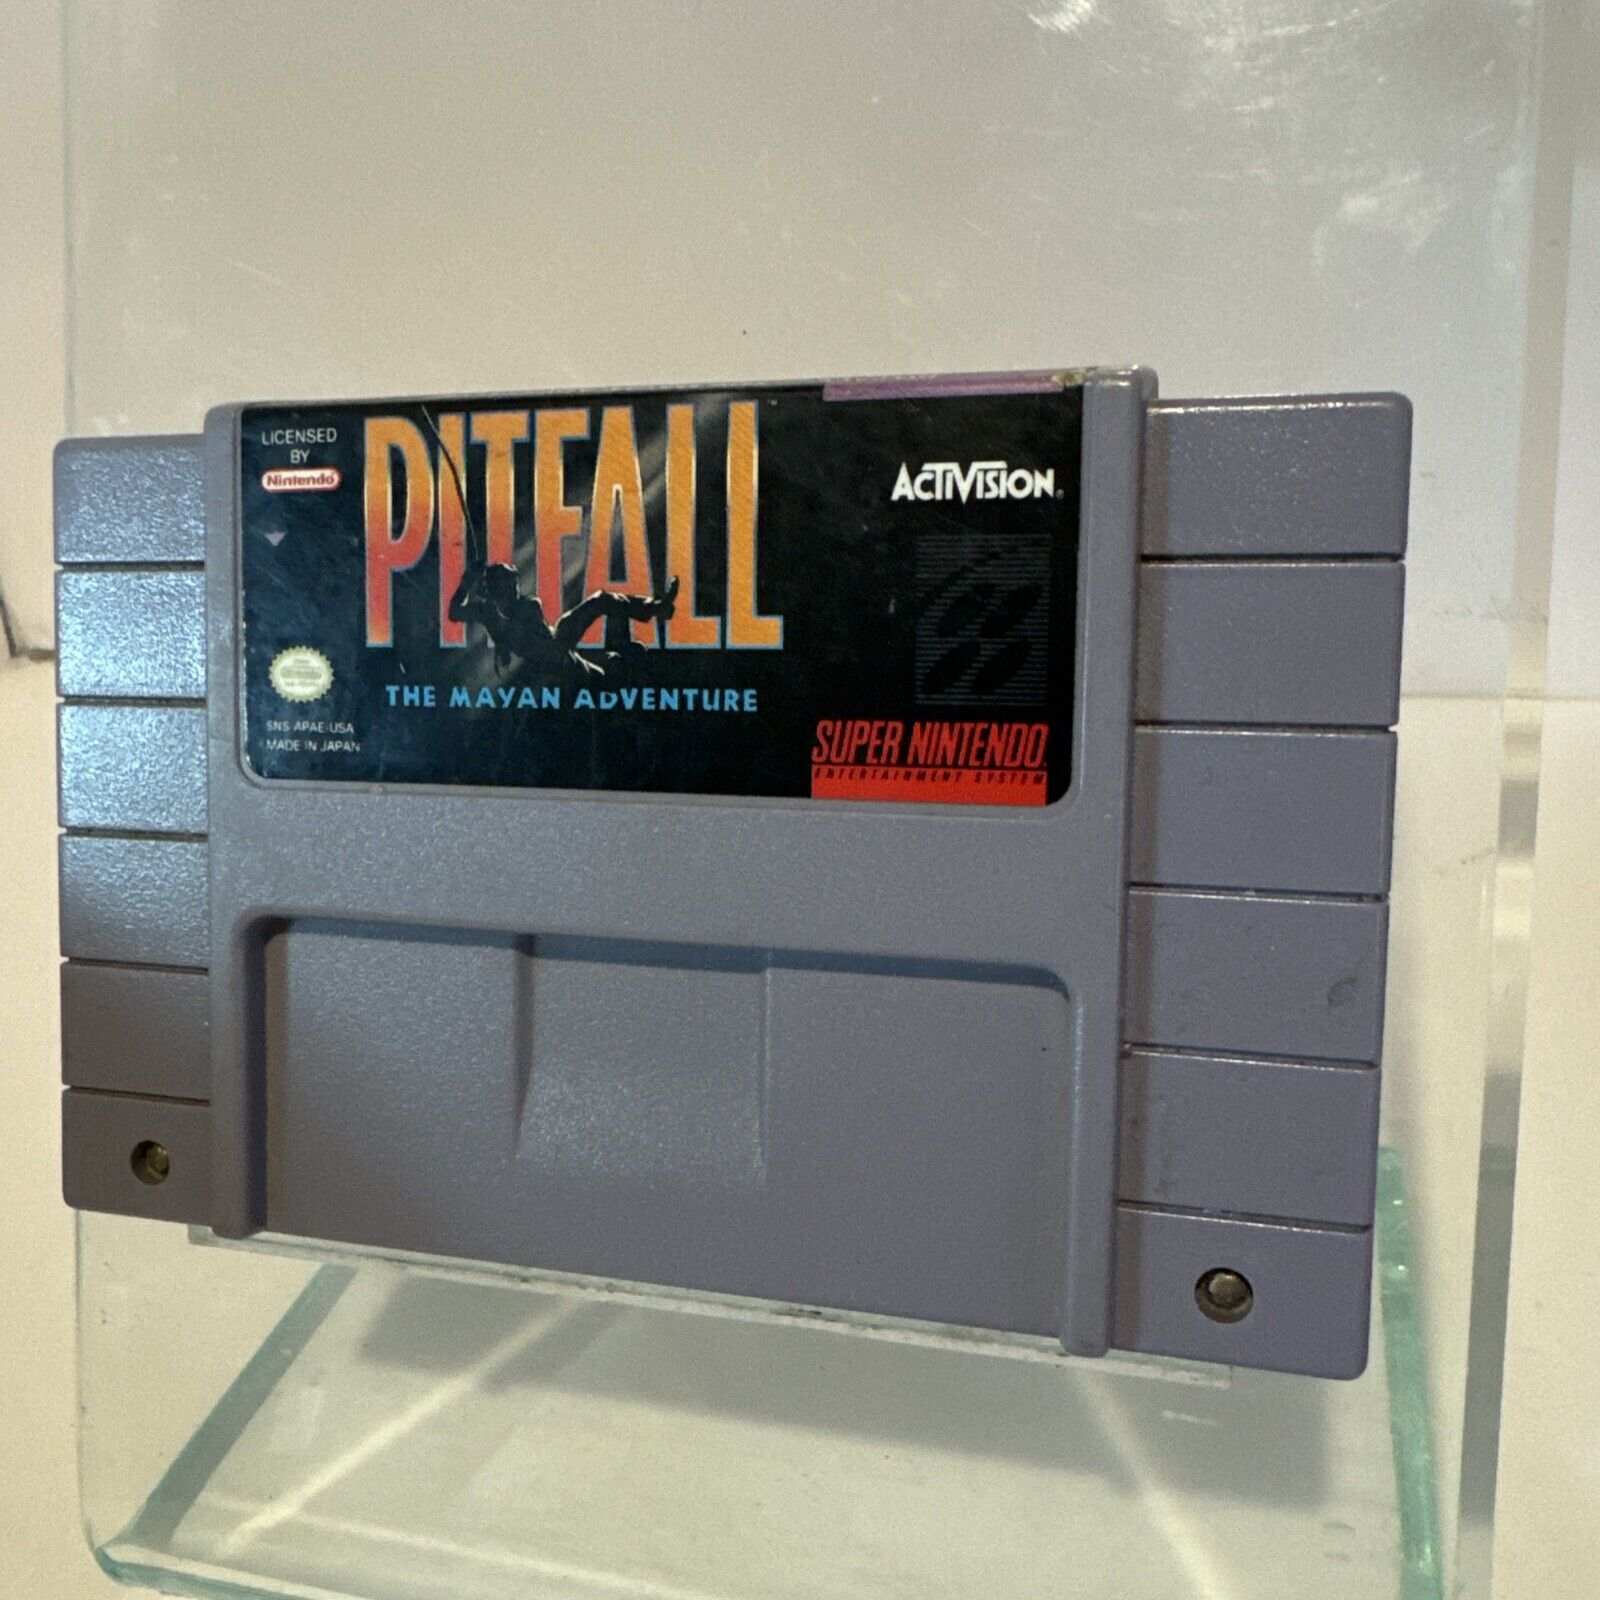 LICENSED
BY
Nintendo
PITFALL
THE MAYAN ADVENTURE
ACTIVISION®
SNS-APAE-USA
MADE IN JAPAN
SUPER NINTENDO
ENTERTAINMENT SYSTEM